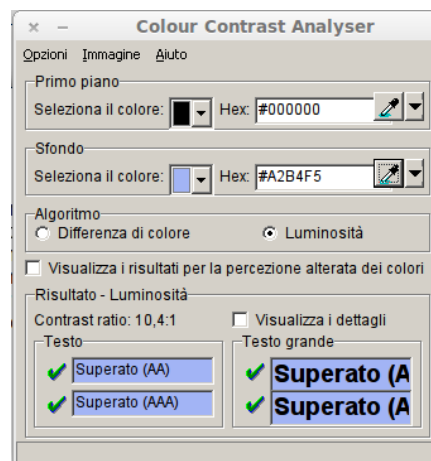 Colour Contrast Analyser
Opzioni Immagine Aiuto
Primo piano
Seleziona il colore: Hex: #000000
Sfondo
Seleziona il colore: Hex: #A2B4F5
Algoritmo
Differenza di colore Luminosità
Visualizza i risultati per la percezione alterata dei colori
Risultato - Luminosità
Contrast ratio: 10,4:1 Visualizza i dettagli
Testo Testo grande
Superato (AA) Superato (A
Superato (AAA) Superato (A